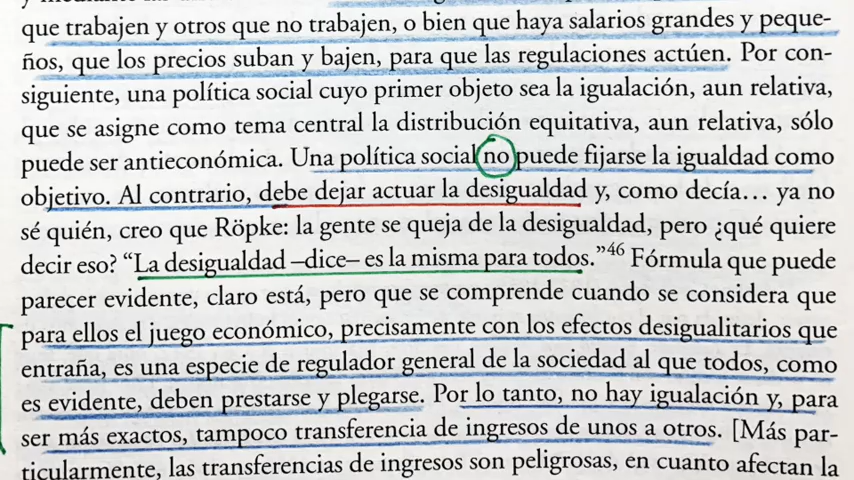 que trabajen y otros que no trabajen, o bien que haya salarios grandes y peque-
ños, que los precios suban y bajen, para que las regulaciones actúen. Por con-
siguiente, una política social cuyo primer objeto sea la igualación, aun relativa,
que se asigne como tema central la distribución equitativa, aun relativa, sólo
puede ser antieconómica. Una política social no puede fijarse la igualdad como
objetivo. Al contrario, debe dejar actuar la desigualdad y, como decía… ya no
sé quién, creo que Röpke: la gente se queja de la desigualdad, pero ¿qué quiere
decir eso? “La desigualdad –dice– es la misma para todos.”46 Fórmula que puede
parecer evidente, claro está, pero que se comprende cuando se considera que
para ellos el juego económico, precisamente con los efectos desigualitarios que
entraña, es una especie de regulador general de la sociedad al que todos, como
es evidente, deben prestarse y plegarse. Por lo tanto, no hay igualación y, para
ser más exactos, tampoco transferencia de ingresos de unos a otros. [Más par-
ticularmente, las transferencias de ingresos son peligrosas, en cuanto afectan la